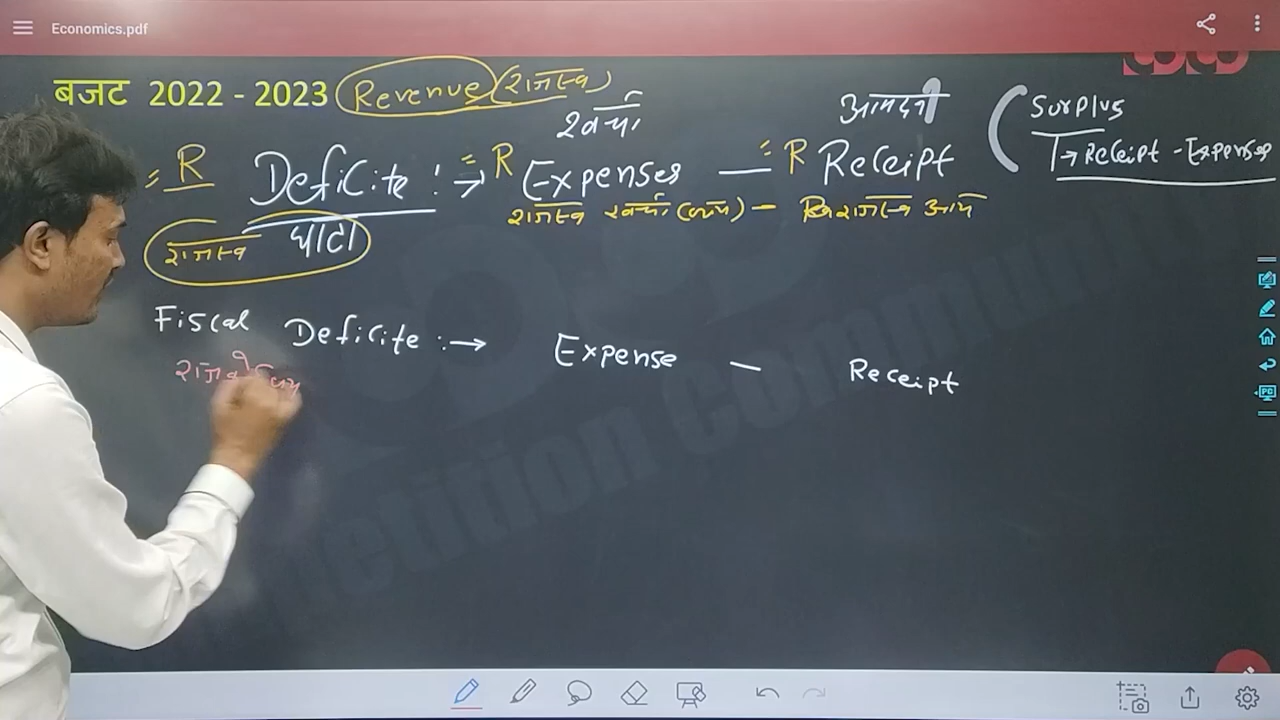 Economics.pdf
बजट 2022 - 2023 Revenue (राजस्व)
खर्चा
आमदनी
Surplus
→ Receipt - Expenses
= R Deficite : → = R Expenses — = R Receipt
राजस्व खर्चा (व्यय) — राजस्व आय
राजस्व घाटा
Fiscal Deficite : → Expense — Receipt